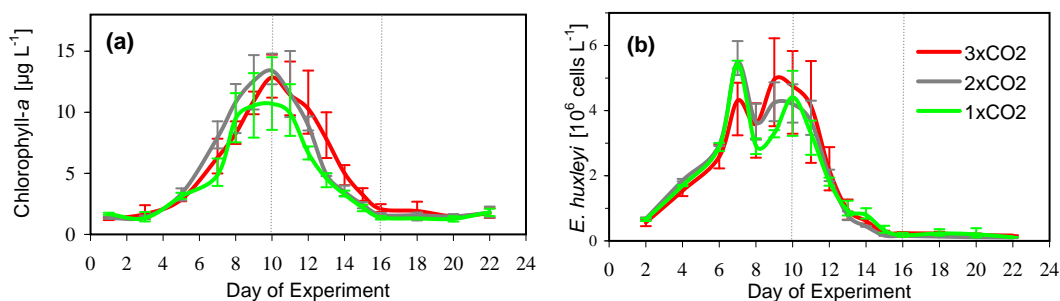 (a)
Chlorophyll-a [µg L-1]
15
10
5
0
0 2 4 6 8 10 12 14 16 18 20 22 24
Day of Experiment
(b)
E. huxleyi [10⁶ cells L-1]
6
4
2
0
0 2 4 6 8 10 12 14 16 18 20 22 24
Day of Experiment
3xCO2
2xCO2
1xCO2